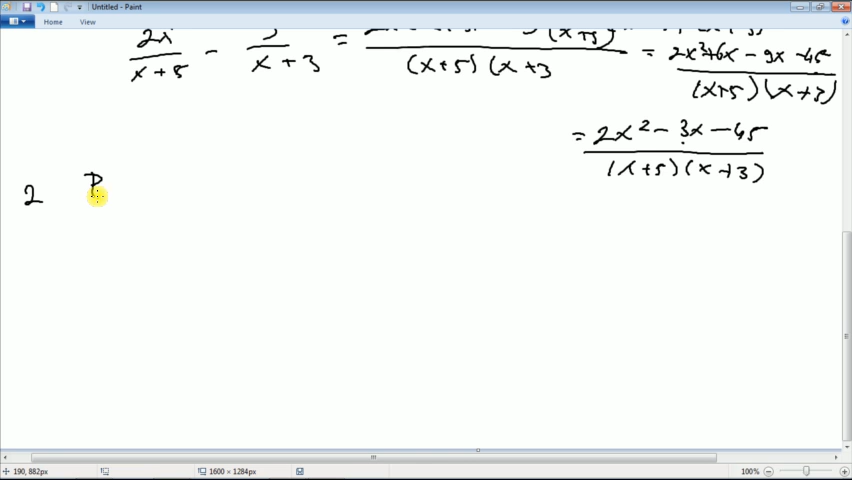 Untitled - Paint
Home View
2x / x + 5 - / x + 3 = (x+5) / (x+5) (x+3 = 2x²+6x - 9x - 45 / (x+5) (x+3)
= 2x² - 3x - 45 / (x+5) (x+3)
2 P
190, 882px 1600 × 1284px 100%